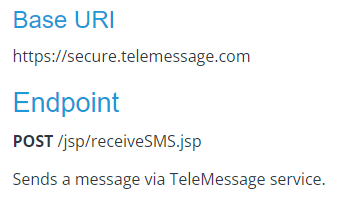 Base URI
https://secure.telemessage.com
Endpoint
POST /jsp/receiveSMS.jsp
Sends a message via TeleMessage service.